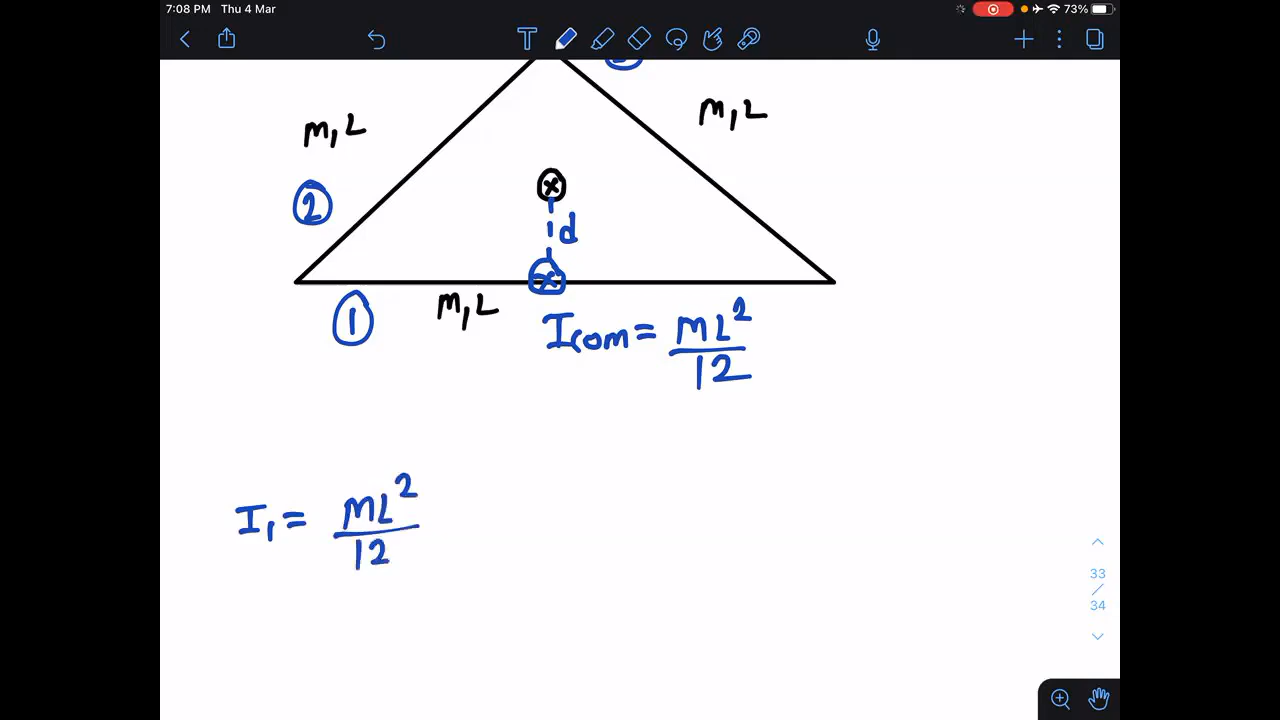 7:08 PM Thu 4 Mar
73%
T
m,L
m,L
2
x
d
x
1
m,L
Icom = mL²
12
I₁ = mL²
12
33
/
34